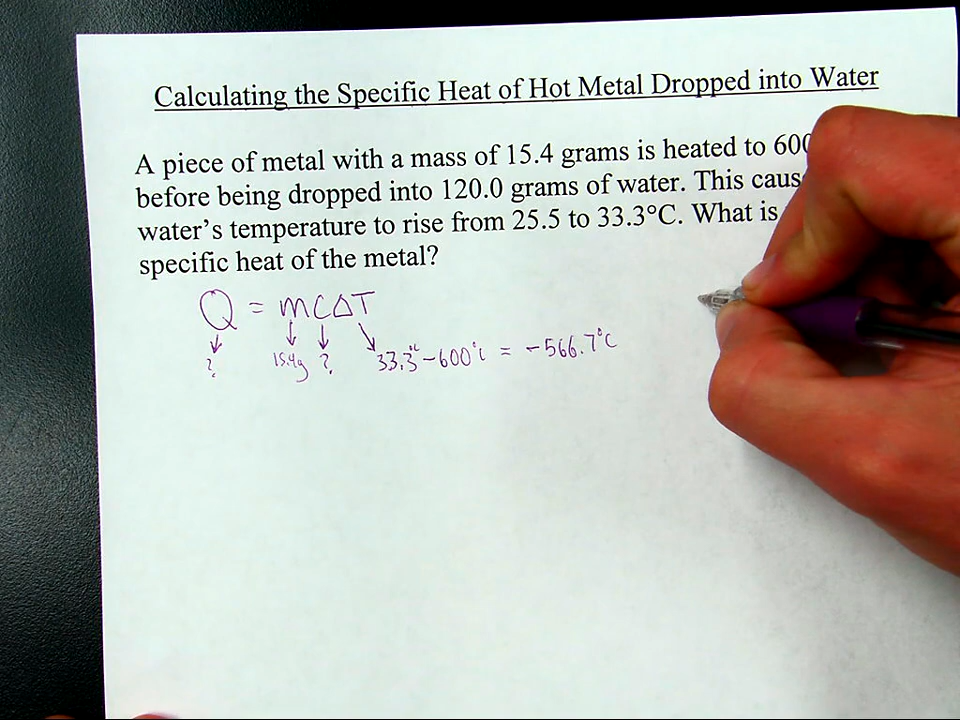 Calculating the Specific Heat of Hot Metal Dropped into Water
A piece of metal with a mass of 15.4 grams is heated to 600
before being dropped into 120.0 grams of water. This
water's temperature to rise from 25.5 to 33.3°C. What is
specific heat of the metal?
Q = MCΔT
? 15.4g ? 33.3°C - 600°C = -566.7°C